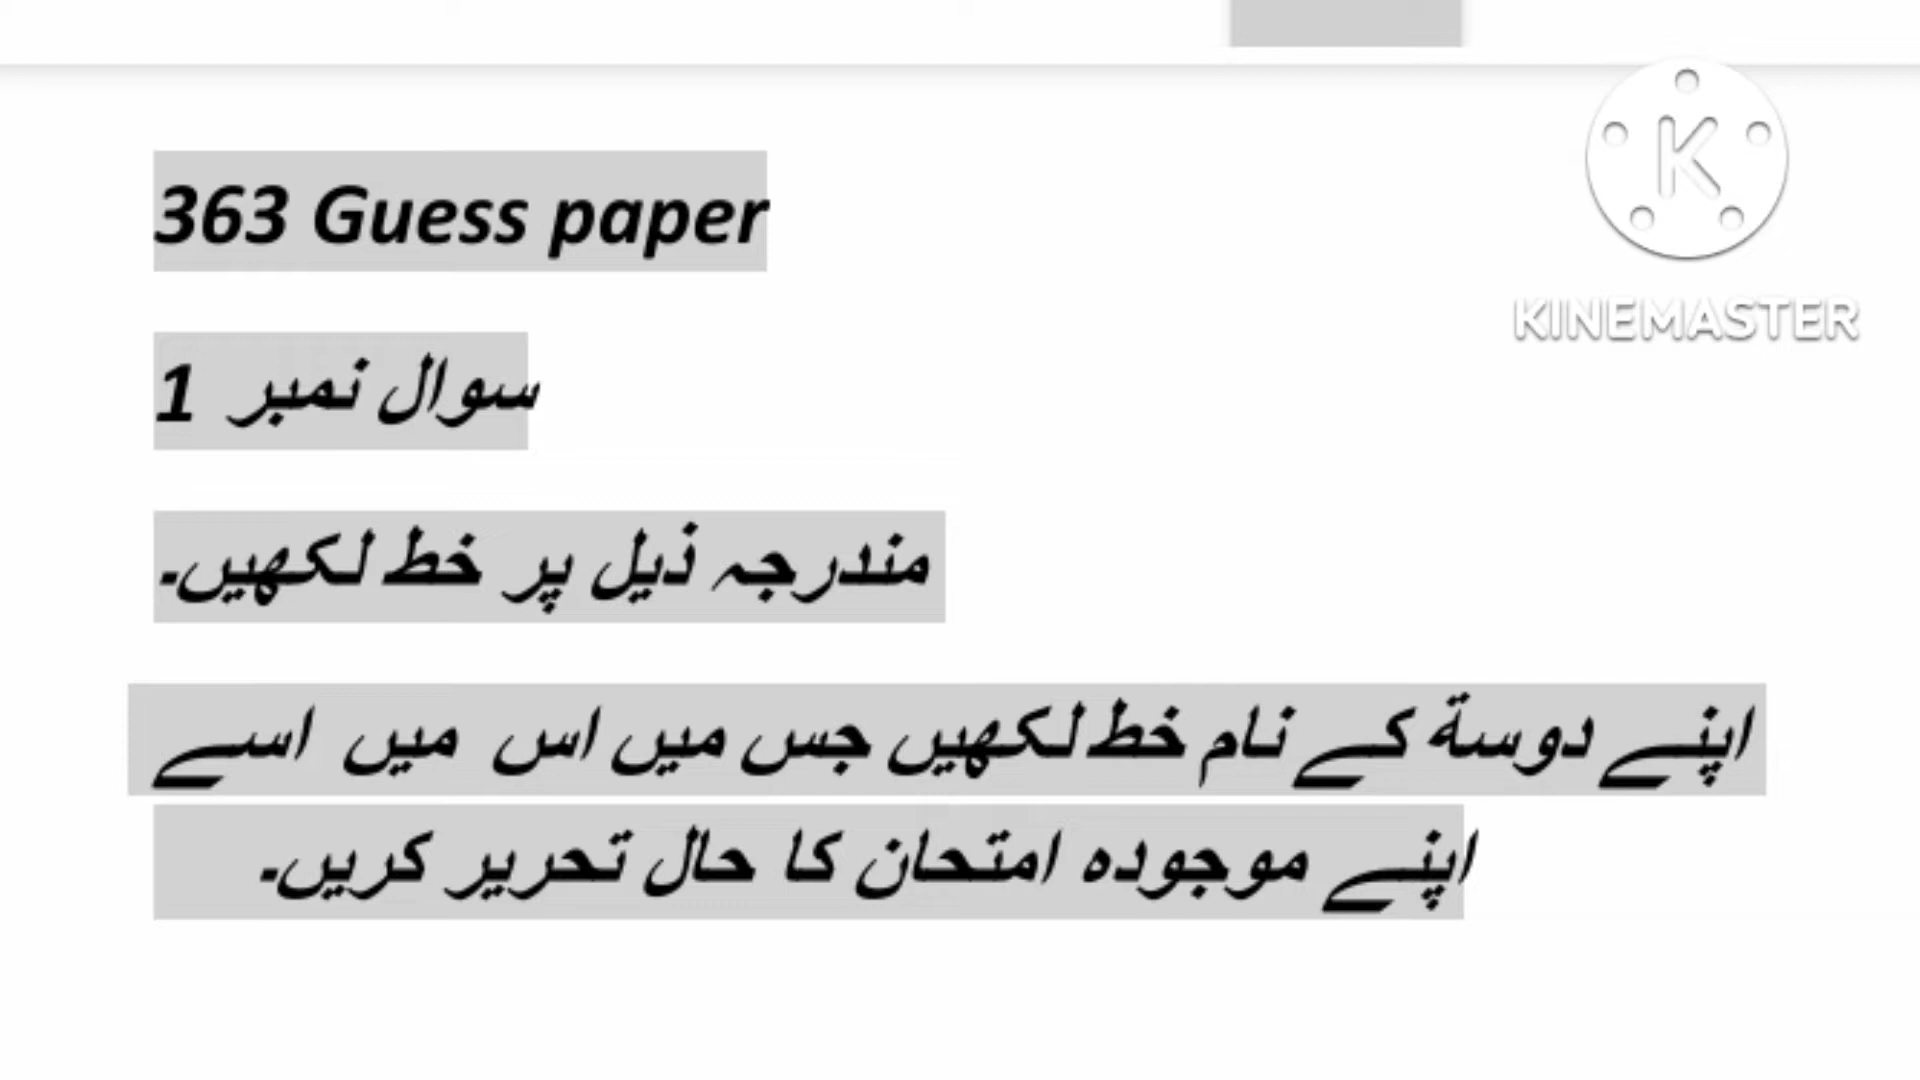 KINEMASTER
363 Guess paper
سوال نمبر 1
مندرجہ ذیل پر خط لکھیں۔
اپنے دوسۃ کے نام خط لکھیں جس میں اس میں اسے
اپنے موجودہ امتحان کا حال تحریر کریں۔